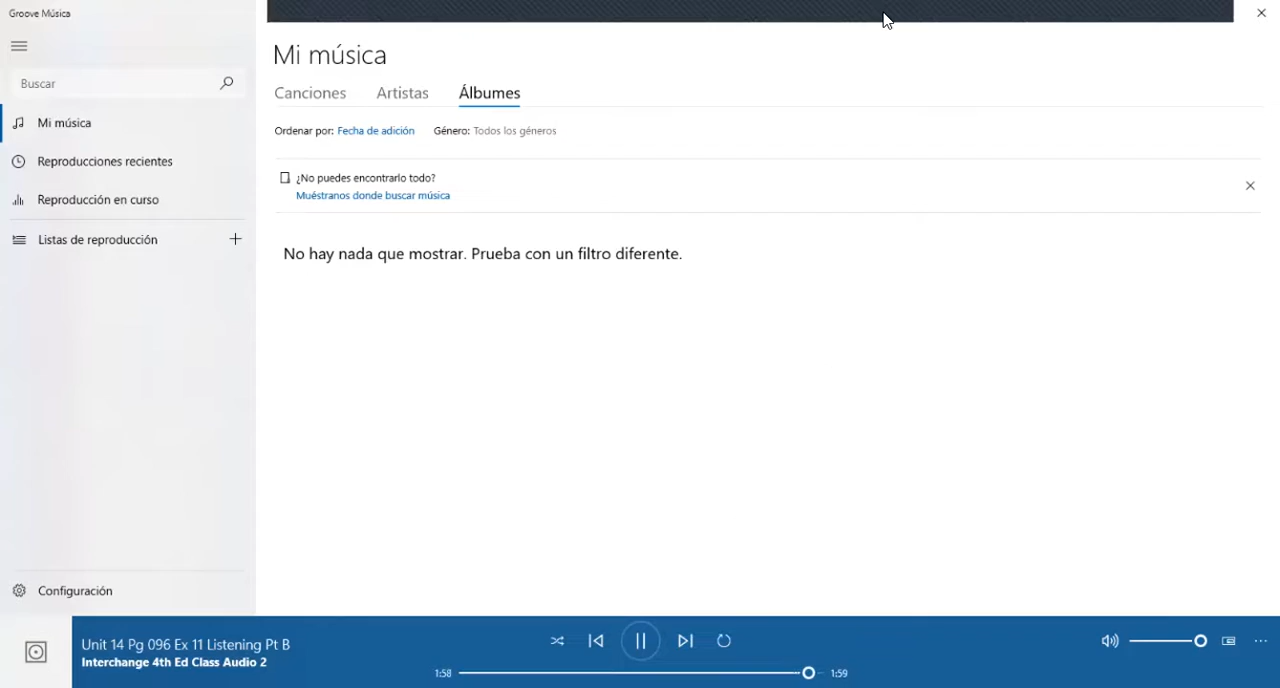 Groove Música
Buscar
Mi música
Reproducciones recientes
Reproducción en curso
Listas de reproducción
Configuración
Mi música
Canciones Artistas Álbumes
Ordenar por: Fecha de adición Género: Todos los géneros
¿No puedes encontrarlo todo?
Muéstranos donde buscar música
No hay nada que mostrar. Prueba con un filtro diferente.
Unit 14 Pg 096 Ex 11 Listening Pt B
Interchange 4th Ed Class Audio 2
1:58 1:59